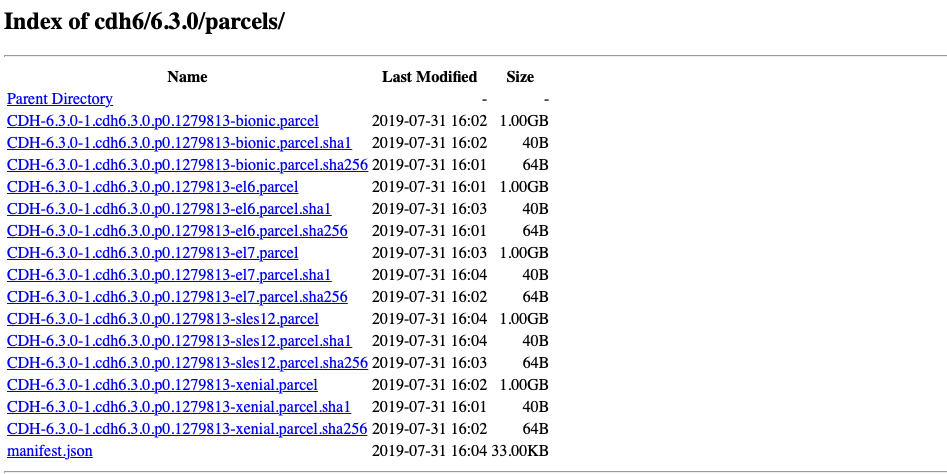 Index of cdh6/6.3.0/parcels/
Name Last Modified Size
Parent Directory - -
CDH-6.3.0-1.cdh6.3.0.p0.1279813-bionic.parcel 2019-07-31 16:02 1.00GB
CDH-6.3.0-1.cdh6.3.0.p0.1279813-bionic.parcel.sha1 2019-07-31 16:02 40B
CDH-6.3.0-1.cdh6.3.0.p0.1279813-bionic.parcel.sha256 2019-07-31 16:01 64B
CDH-6.3.0-1.cdh6.3.0.p0.1279813-el6.parcel 2019-07-31 16:01 1.00GB
CDH-6.3.0-1.cdh6.3.0.p0.1279813-el6.parcel.sha1 2019-07-31 16:03 40B
CDH-6.3.0-1.cdh6.3.0.p0.1279813-el6.parcel.sha256 2019-07-31 16:01 64B
CDH-6.3.0-1.cdh6.3.0.p0.1279813-el7.parcel 2019-07-31 16:03 1.00GB
CDH-6.3.0-1.cdh6.3.0.p0.1279813-el7.parcel.sha1 2019-07-31 16:04 40B
CDH-6.3.0-1.cdh6.3.0.p0.1279813-el7.parcel.sha256 2019-07-31 16:02 64B
CDH-6.3.0-1.cdh6.3.0.p0.1279813-sles12.parcel 2019-07-31 16:04 1.00GB
CDH-6.3.0-1.cdh6.3.0.p0.1279813-sles12.parcel.sha1 2019-07-31 16:04 40B
CDH-6.3.0-1.cdh6.3.0.p0.1279813-sles12.parcel.sha256 2019-07-31 16:03 64B
CDH-6.3.0-1.cdh6.3.0.p0.1279813-xenial.parcel 2019-07-31 16:02 1.00GB
CDH-6.3.0-1.cdh6.3.0.p0.1279813-xenial.parcel.sha1 2019-07-31 16:01 40B
CDH-6.3.0-1.cdh6.3.0.p0.1279813-xenial.parcel.sha256 2019-07-31 16:02 64B
manifest.json 2019-07-31 16:04 33.00KB